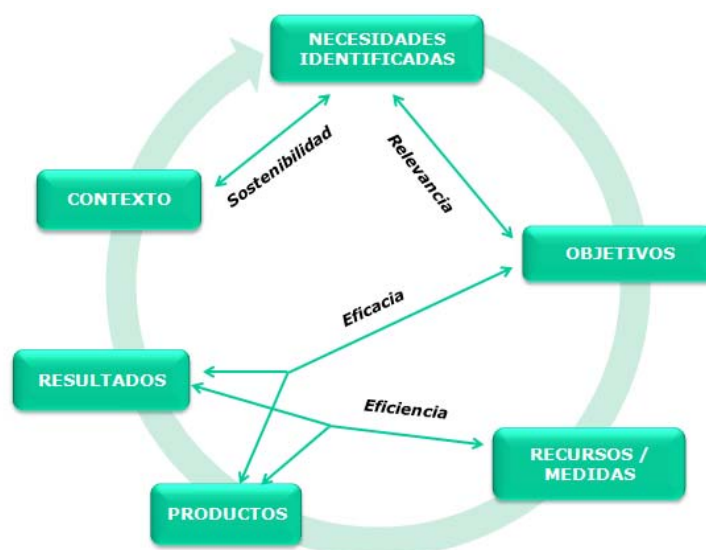 NECESIDADES
IDENTIFICADAS
Sostenibilidad
Relevancia
CONTEXTO
OBJETIVOS
Eficacia
RESULTADOS
Eficiencia
RECURSOS /
MEDIDAS
PRODUCTOS